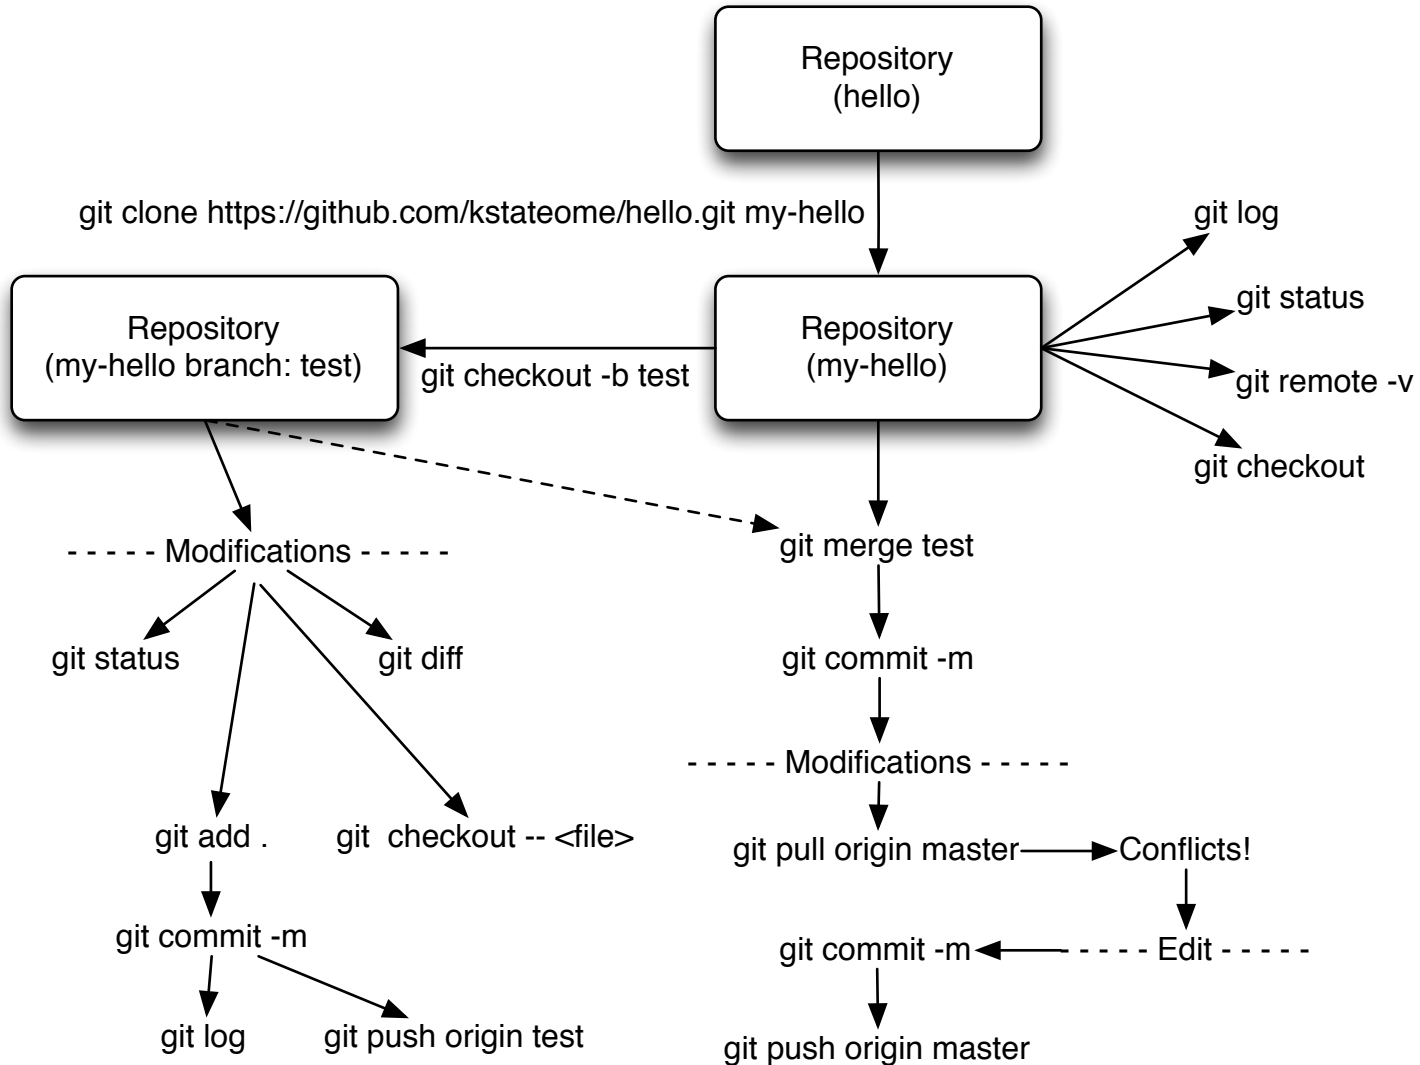 Repository
(hello)
git clone https://github.com/kstateome/hello.git my-hello
git log
git status
git remote -v
git checkout
Repository
(my-hello)
git checkout -b test
Repository
(my-hello branch: test)
- - - - - Modifications - - - - -
git status
git diff
git add .
git  checkout -- <file>
git commit -m
git log
git push origin test
git merge test
git commit -m
- - - - - Modifications - - - - -
git pull origin master
Conflicts!
- - - - - Edit - - - - -
git commit -m
git push origin master